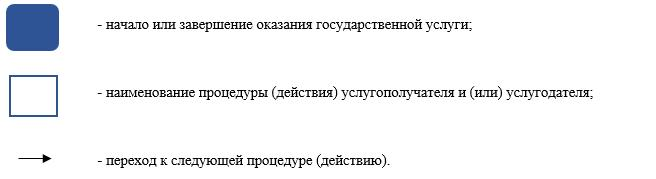 - начало или завершение оказания государственной услуги;
- наименование процедуры (действия) услугополучателя и (или) услугодателя;
- переход к следующей процедуре (действию).